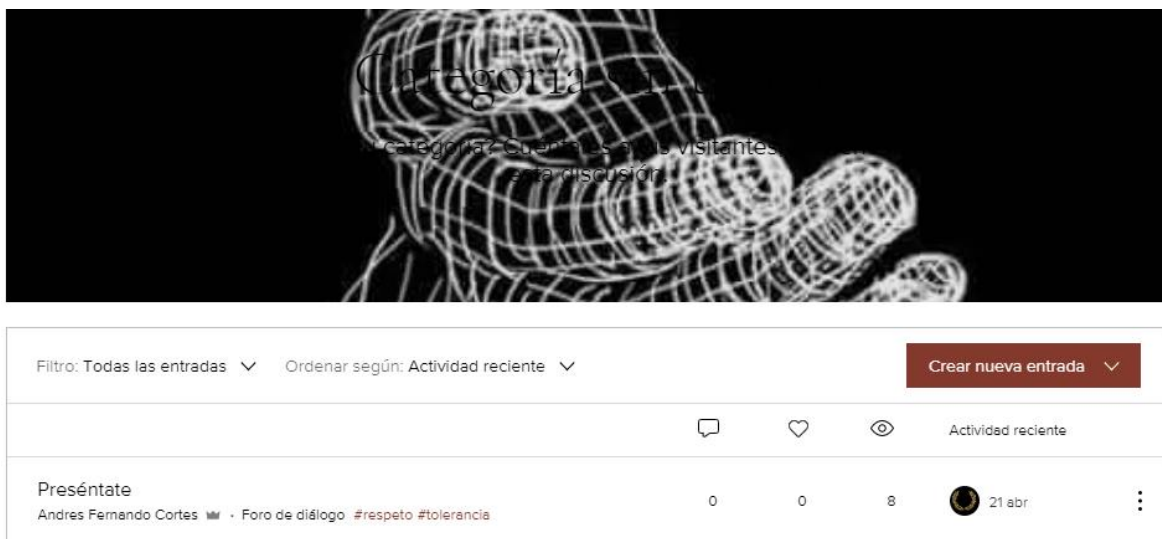 Categoría sin
categoría? Cuéntales a tus visitantes
esta discusión.
Filtro: Todas las entradas Ordenar según: Actividad reciente Crear nueva entrada
Actividad reciente
Preséntate 0 0 8 21 abr
Andres Fernando Cortes · Foro de diálogo #respeto #tolerancia